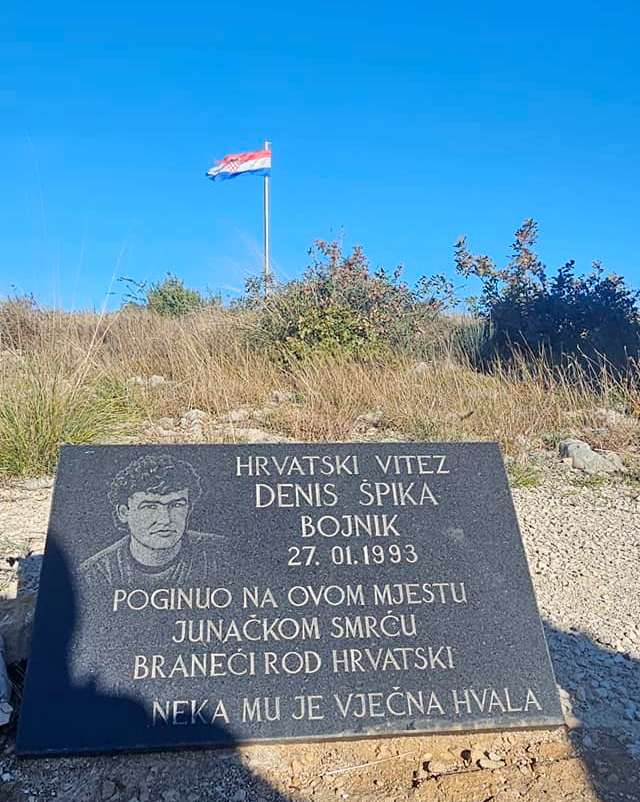 HRVATSKI VITEZ
DENIS ŠPIKA
BOJNIK
27. 01. 1993
POGINUO NA OVOM MJESTU
JUNAČKOM SMRĆU
BRANEĆI ROD HRVATSKI
NEKA MU JE VJEČNA HVALA